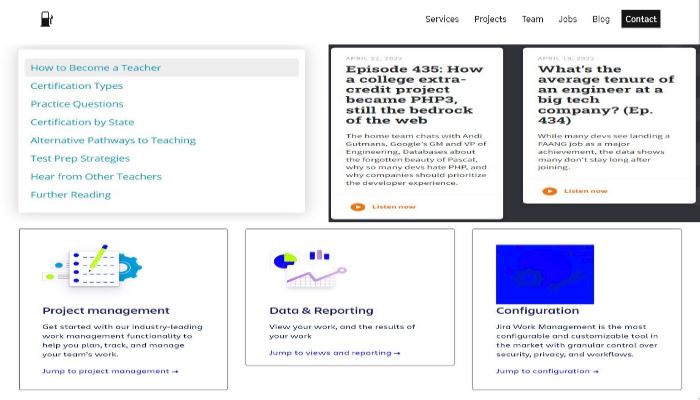 Services Projects Team Jobs Blog Contact
How to Become a Teacher
Certification Types
Practice Questions
Certification by State
Alternative Pathways to Teaching
Test Prep Strategies
Hear from Other Teachers
Further Reading
APRIL 22, 2022
Episode 435: How
a college extra-
credit project
became PHP3,
still the bedrock
of the web
The home team chats with Andi
Gutmans, Google's GM and VP of
Engineering, Databases about
the forgotten beauty of Pascal,
why so many devs hate PHP, and
why companies should prioritize
the developer experience.
Listen now
APRIL 19, 2022
What's the
average tenure of
an engineer at a
big tech
company? (Ep.
434)
While many devs see landing a
FAANG job as a major
achievement, the data shows
many don't stay long after
joining.
Listen now
Project management
Get started with our industry-leading
work management functionality to
help you plan, track, and manage
your team's work.
Jump to project management →
Data & Reporting
View your work, and the results of
your work
Jump to views and reporting →
Configuration
Jira Work Management is the most
configurable and customizable tool in
the market with granular control over
security, privacy, and workflows.
Jump to configuration →